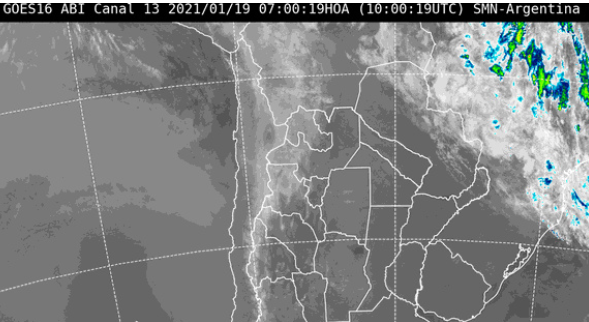 GOES16 ABI Canal 13 2021/01/19 07:00:19HOA (10:00:19UTC) SMN-Argentina